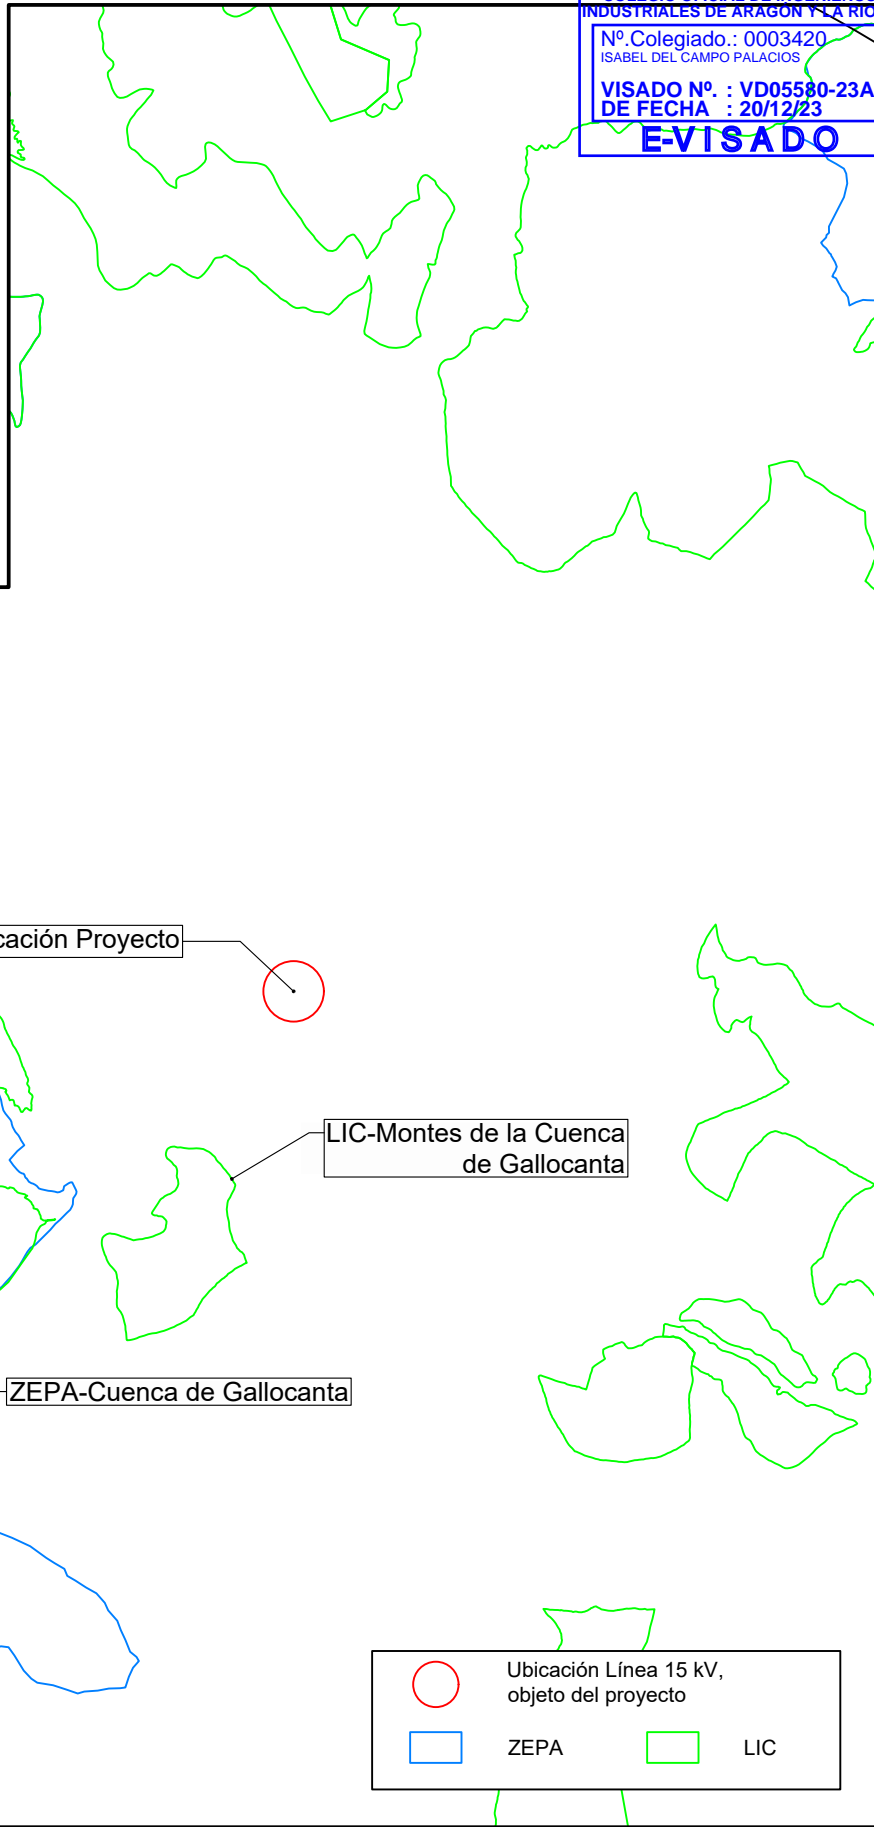 INDUSTRIALES DE ARAGÓN Y LA RIO
Nº.Colegiado.: 0003420
ISABEL DEL CAMPO PALACIOS
VISADO Nº. : VD05580-23A
DE FECHA : 20/12/23
E-VISADO
cación Proyecto
LIC-Montes de la Cuenca
de Gallocanta
ZEPA-Cuenca de Gallocanta
Ubicación Línea 15 kV,
objeto del proyecto
ZEPA
LIC